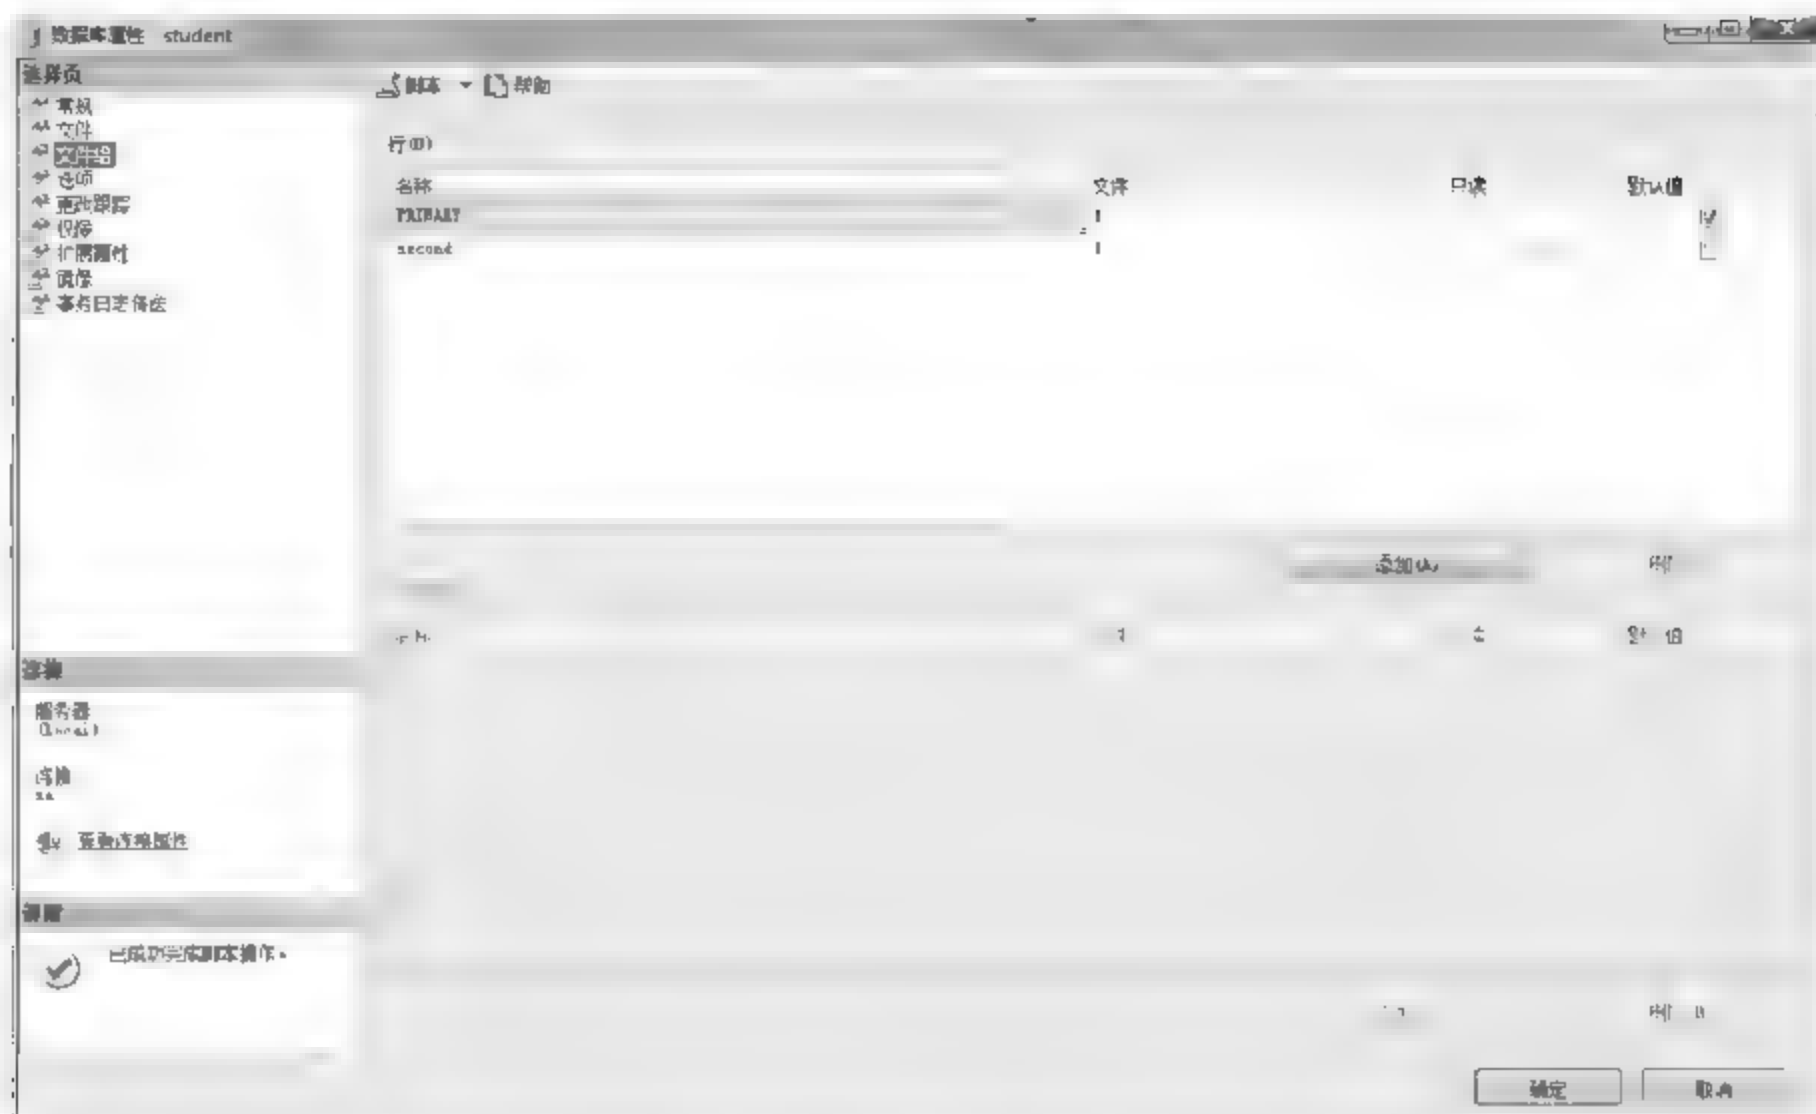 数据库属性 student
选择页
常规
文件
文件组
选项
更改跟踪
权限
扩展属性
镜像
事务日志传送
脚本 帮助
行(O)
名称 文件 只读 默认值
PRIMARY 1
second 1
添加(A)
连接
服务器
(local)
连接
sa
查看连接属性
进度
已成功完成脚本操作。
确定 取消